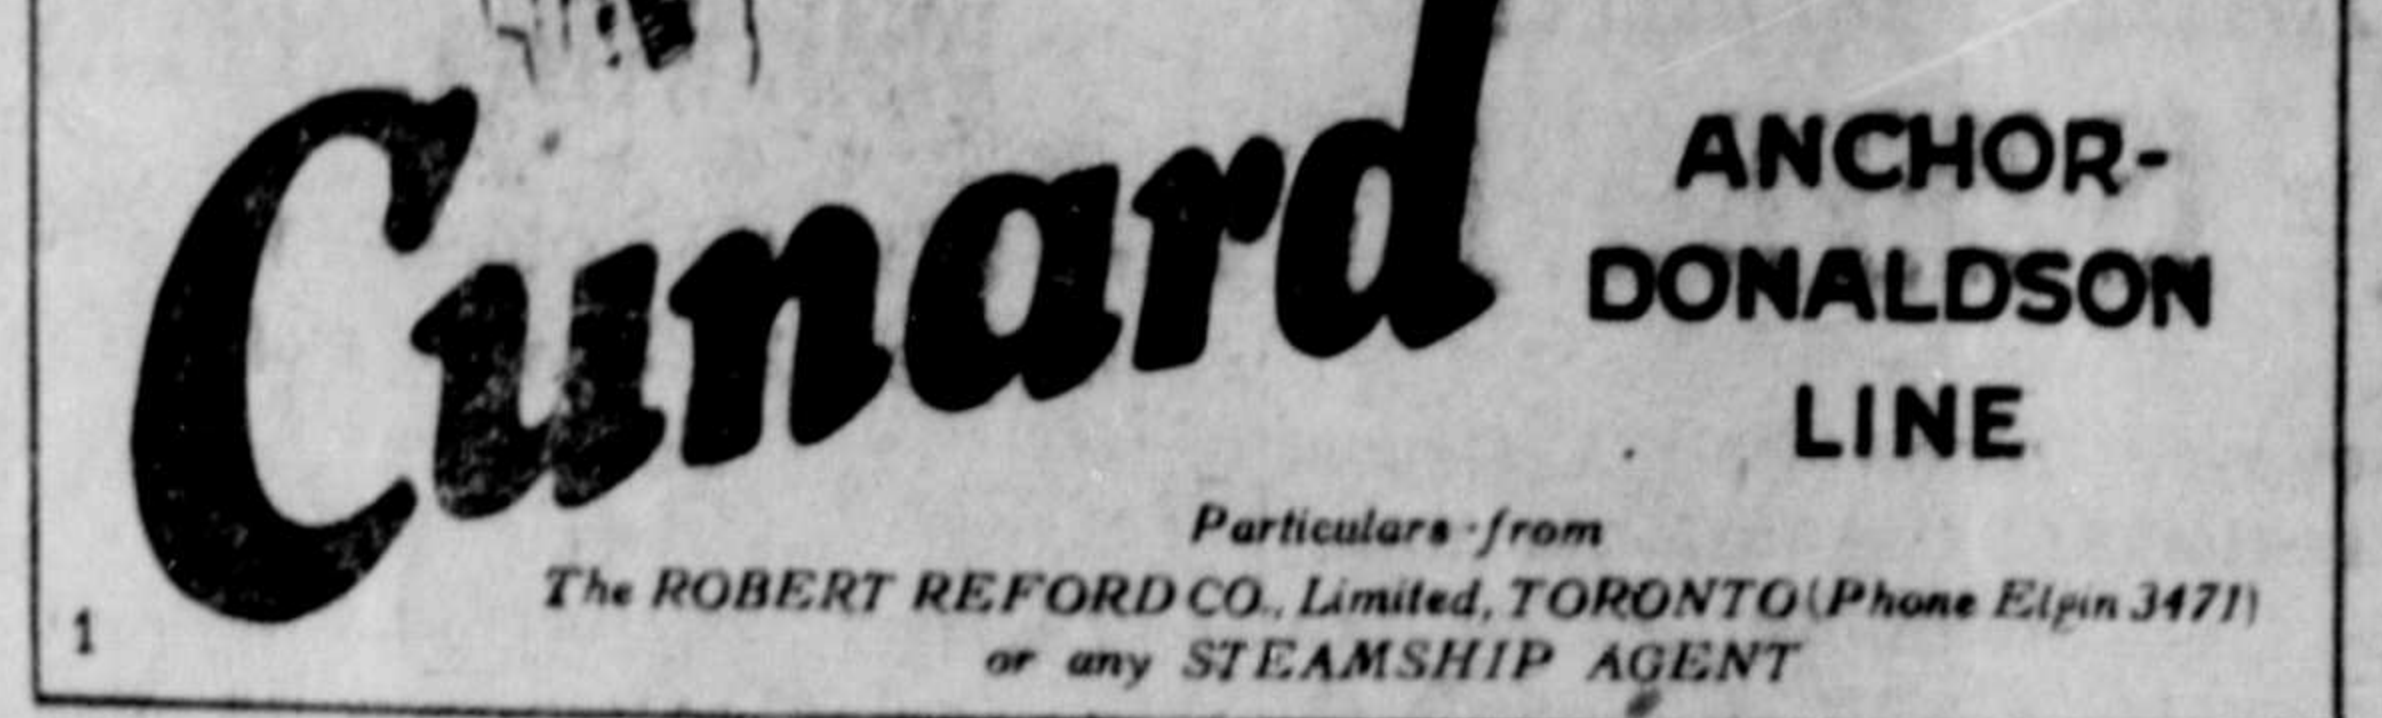 Cunard
ANCHOR-
DONALDSON
LINE
Particulars from
The ROBERT REFORD CO., Limited, TORONTO (Phone Elgin 3471)
or any STEAMSHIP AGENT
1